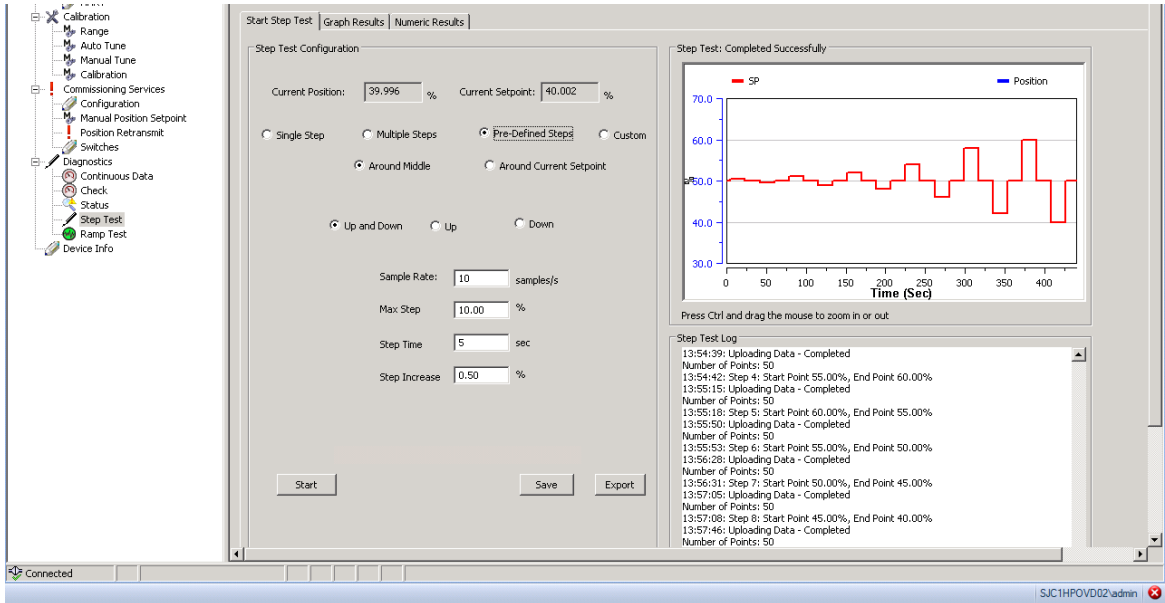 Calibration
Range
Auto Tune
Manual Tune
Calibration
Commissioning Services
Configuration
Manual Position Setpoint
Position Retransmit
Switches
Diagnostics
Continuous Data
Check
Status
Step Test
Ramp Test
Device Info
Start Step Test Graph Results Numeric Results
Step Test Configuration
Current Position: 39.996 % Current Setpoint: 40.002 %
Single Step Multiple Steps Pre-Defined Steps Custom
Around Middle Around Current Setpoint
Up and Down Up Down
Sample Rate: 10 samples/s
Max Step 10.00 %
Step Time 5 sec
Step Increase 0.50 %
Start Save Export
Step Test: Completed Successfully
SP Position
70.0
60.0
50.0
40.0
30.0
0 50 100 150 200 250 300 350 400
Time (Sec)
Press Ctrl and drag the mouse to zoom in or out
Step Test Log
13:54:39: Uploading Data - Completed
Number of Points: 50
13:54:42: Step 4: Start Point 55.00%, End Point 60.00%
13:55:15: Uploading Data - Completed
Number of Points: 50
13:55:18: Step 5: Start Point 60.00%, End Point 55.00%
13:55:50: Uploading Data - Completed
Number of Points: 50
13:55:53: Step 6: Start Point 55.00%, End Point 50.00%
13:56:28: Uploading Data - Completed
Number of Points: 50
13:56:31: Step 7: Start Point 50.00%, End Point 45.00%
13:57:05: Uploading Data - Completed
Number of Points: 50
13:57:08: Step 8: Start Point 45.00%, End Point 40.00%
13:57:46: Uploading Data - Completed
Number of Points: 50
Connected
SJC1HPOVD02\admin